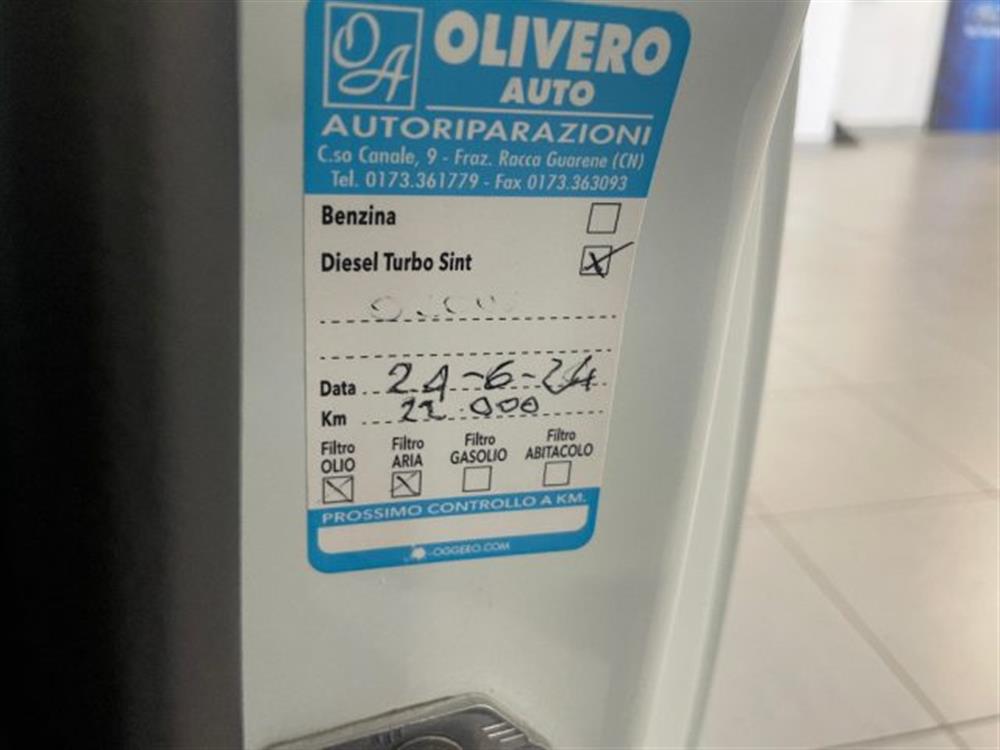 OA
OLIVERO
AUTO
AUTORIPARAZIONI
C.so Canale, 9 - Fraz. Racca Guarene (CN)
Tel. 0173.361779 - Fax 0173.363093
Benzina
Diesel Turbo Sint
Data 24-6-24
Km 22.000
Filtro OLIO Filtro ARIA Filtro GASOLIO Filtro ABITACOLO
PROSSIMO CONTROLLO A KM.
OGGERO.COM